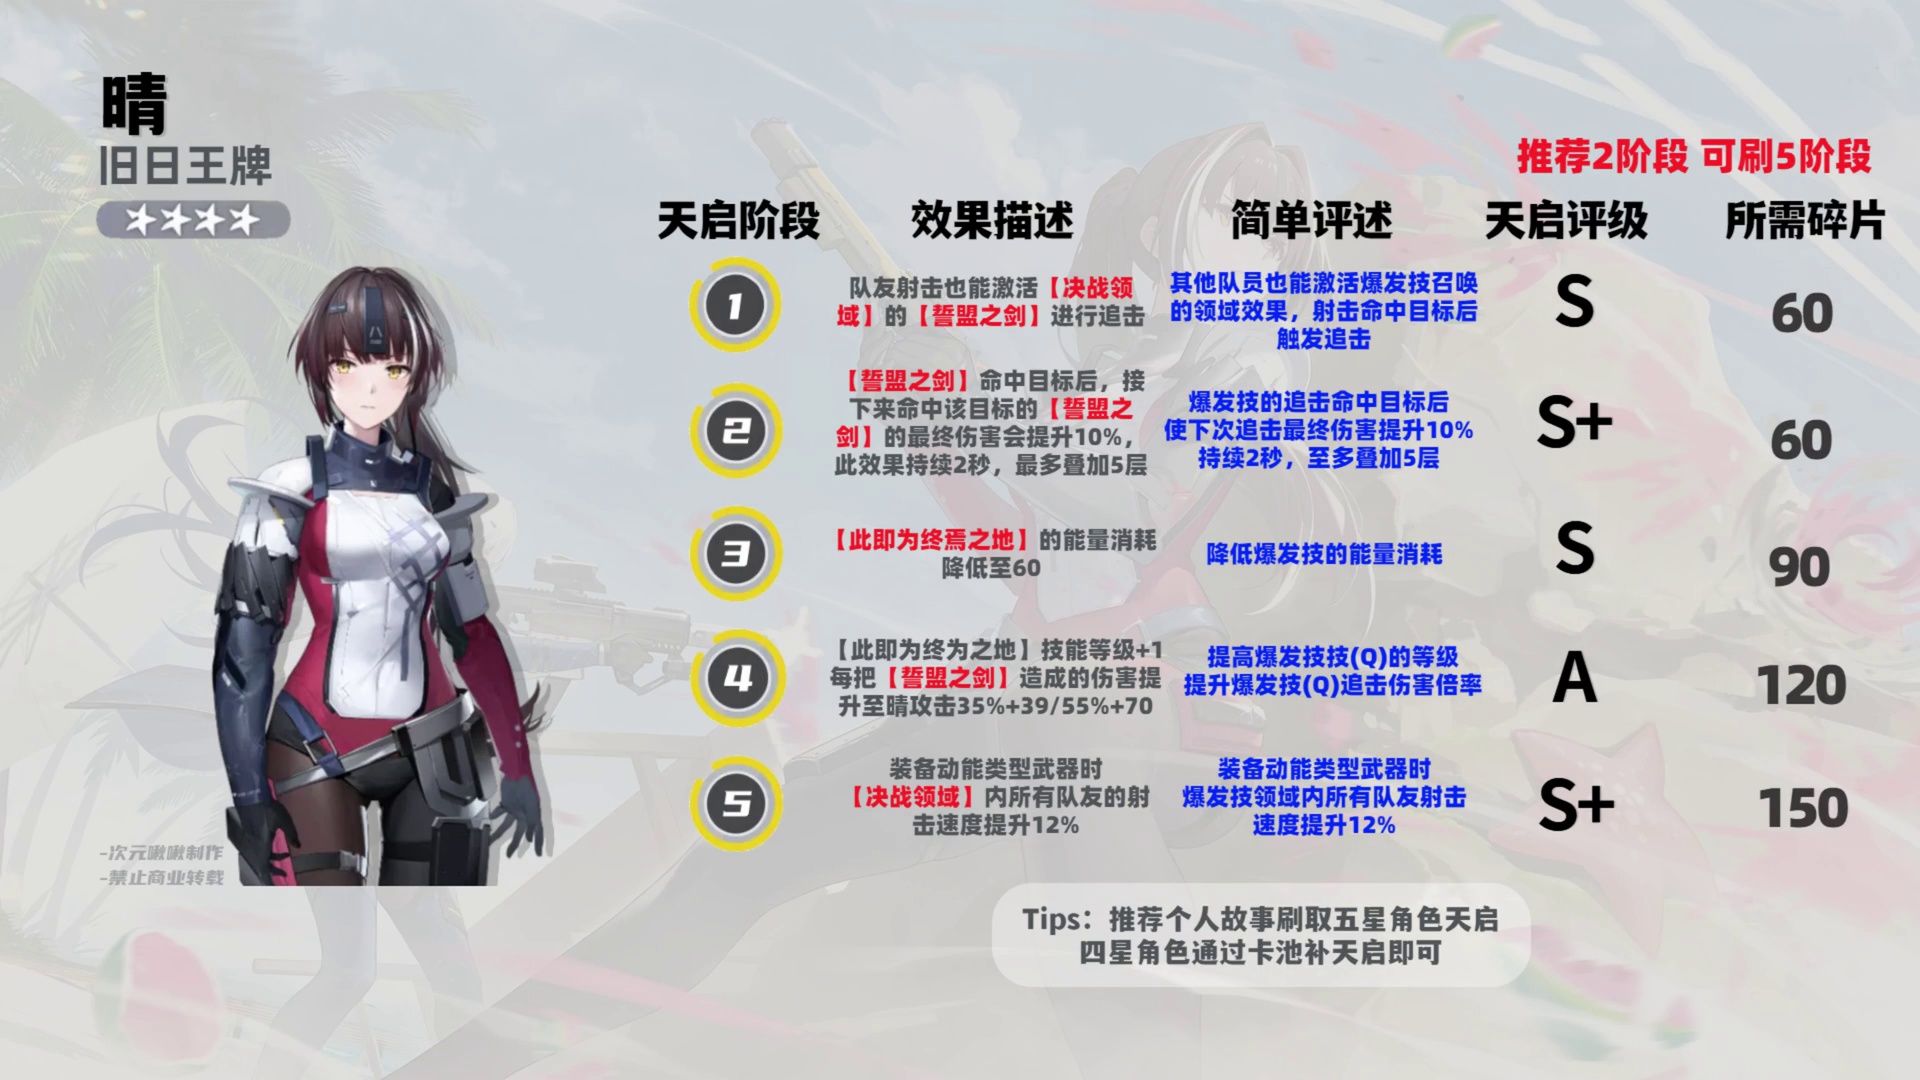 晴
旧日王牌
推荐2阶段 可刷5阶段
天启阶段 效果描述 简单评述 天启评级 所需碎片
1
队友射击也能激活【决战领
域】的【誓盟之剑】进行追击
其他队员也能激活爆发技召唤
的领域效果，射击命中目标后
触发追击
S
60
2
【誓盟之剑】命中目标后，接
下来命中该目标的【誓盟之
剑】的最终伤害会提升10%，
此效果持续2秒，最多叠加5层
爆发技的追击命中目标后
使下次追击最终伤害提升10%
持续2秒，至多叠加5层
S+
60
3
【此即为终焉之地】的能量消耗
降低至60
降低爆发技的能量消耗
S
90
4
【此即为终为之地】技能等级+1
每把【誓盟之剑】造成的伤害提
升至晴攻击35%+39/55%+70
提高爆发技技(Q)的等级
提升爆发技(Q)追击伤害倍率
A
120
5
装备动能类型武器时
【决战领域】内所有队友的射
击速度提升12%
装备动能类型武器时
爆发技领域内所有队友射击
速度提升12%
S+
150
-次元啾啾制作
-禁止商业转载
Tips：推荐个人故事刷取五星角色天启
四星角色通过卡池补天启即可